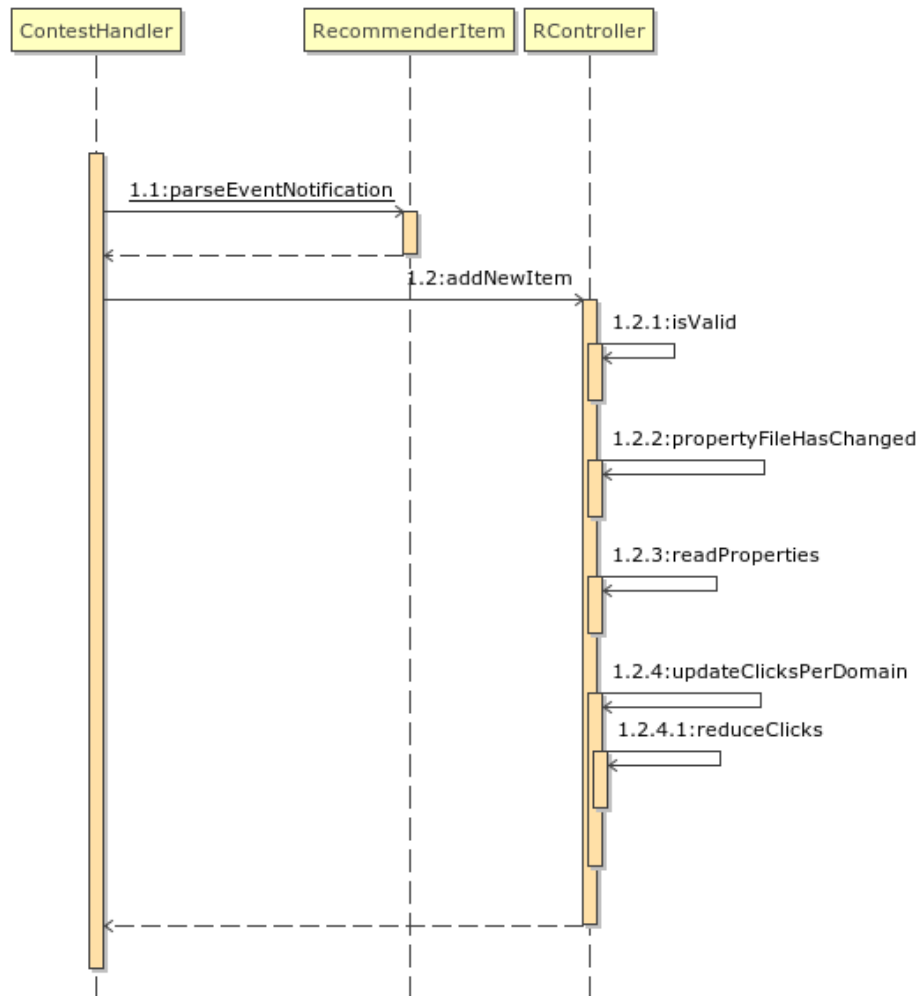 ContestHandler
RecommenderItem
RController
1.1:parseEventNotification
1.2:addNewItem
1.2.1:isValid
1.2.2:propertyFileHasChanged
1.2.3:readProperties
1.2.4:updateClicksPerDomain
1.2.4.1:reduceClicks